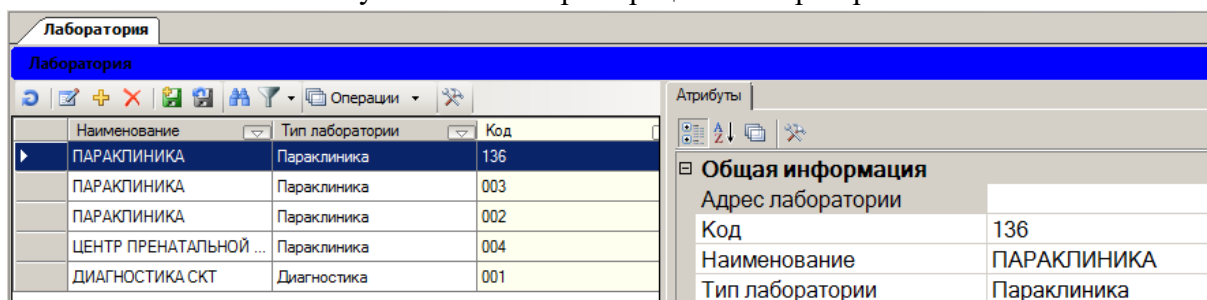 Лаборатория
Лаборатория
Операции
Наименование Тип лаборатории Код
ПАРАКЛИНИКА Параклиника 136
ПАРАКЛИНИКА Параклиника 003
ПАРАКЛИНИКА Параклиника 002
ЦЕНТР ПРЕНАТАЛЬНОЙ ... Параклиника 004
ДИАГНОСТИКА СКТ Диагностика 001
Атрибуты
Общая информация
Адрес лаборатории
Код 136
Наименование ПАРАКЛИНИКА
Тип лаборатории Параклиника